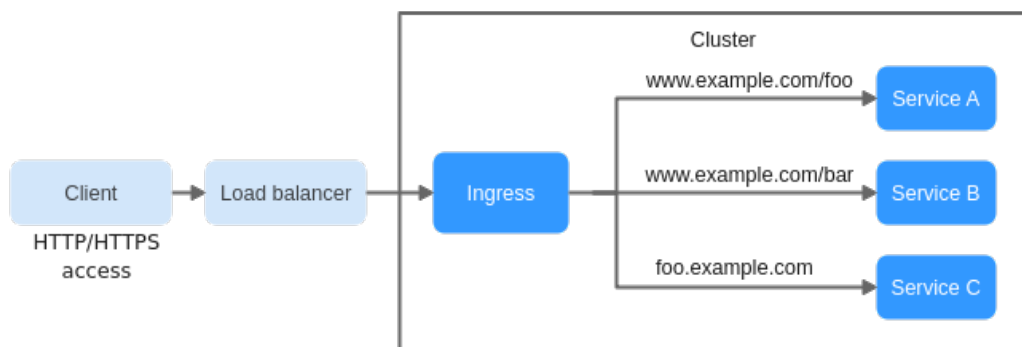 Cluster
www.example.com/foo
Service A
Client
Load balancer
Ingress
www.example.com/bar
Service B
HTTP/HTTPS
access
foo.example.com
Service C